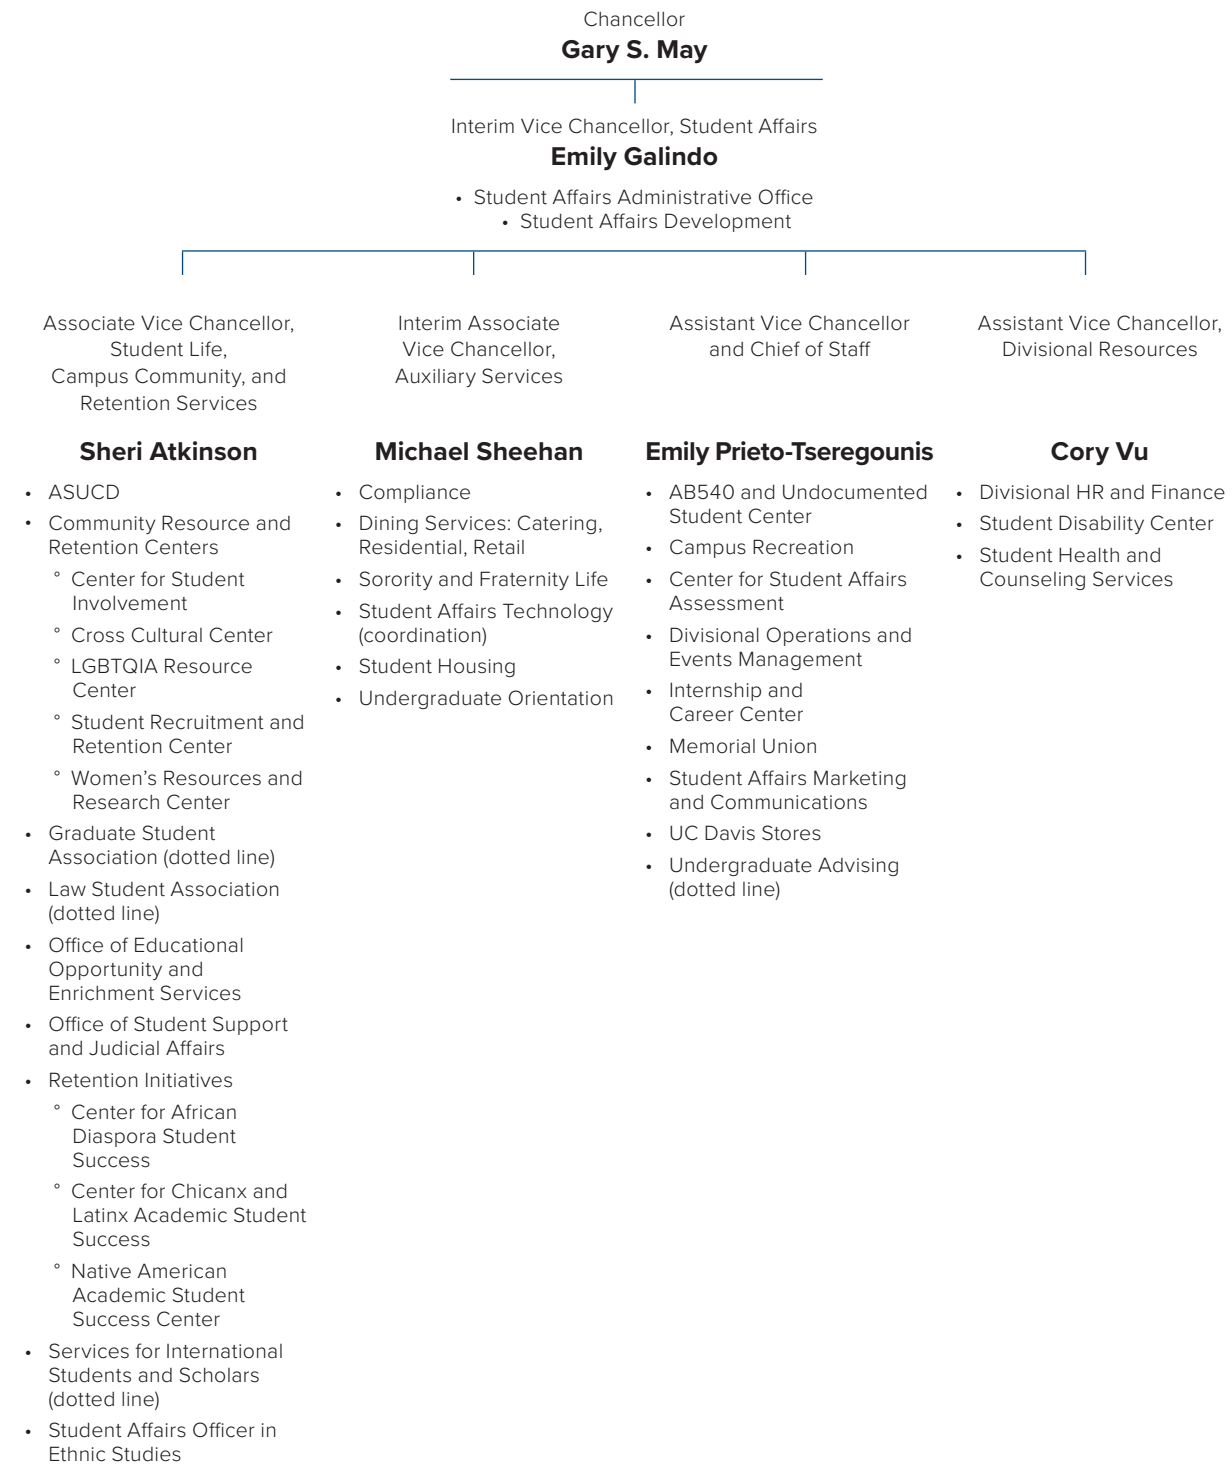 Chancellor
Gary S. May
Interim Vice Chancellor, Student Affairs
Emily Galindo
• Student Affairs Administrative Office
• Student Affairs Development
Associate Vice Chancellor,
Student Life,
Campus Community, and
Retention Services
Sheri Atkinson
• ASUCD
• Community Resource and
Retention Centers
° Center for Student
Involvement
° Cross Cultural Center
° LGBTQIA Resource
Center
° Student Recruitment and
Retention Center
° Women’s Resources and
Research Center
• Graduate Student
Association (dotted line)
• Law Student Association
(dotted line)
• Office of Educational
Opportunity and
Enrichment Services
• Office of Student Support
and Judicial Affairs
• Retention Initiatives
° Center for African
Diaspora Student
Success
° Center for Chicanx and
Latinx Academic Student
Success
° Native American
Academic Student
Success Center
• Services for International
Students and Scholars
(dotted line)
• Student Affairs Officer in
Ethnic Studies
Interim Associate
Vice Chancellor,
Auxiliary Services
Michael Sheehan
• Compliance
• Dining Services: Catering,
Residential, Retail
• Sorority and Fraternity Life
• Student Affairs Technology
(coordination)
• Student Housing
• Undergraduate Orientation
Assistant Vice Chancellor
and Chief of Staff
Emily Prieto-Tseregounis
• AB540 and Undocumented
Student Center
• Campus Recreation
• Center for Student Affairs
Assessment
• Divisional Operations and
Events Management
• Internship and
Career Center
• Memorial Union
• Student Affairs Marketing
and Communications
• UC Davis Stores
• Undergraduate Advising
(dotted line)
Assistant Vice Chancellor,
Divisional Resources
Cory Vu
• Divisional HR and Finance
• Student Disability Center
• Student Health and
Counseling Services